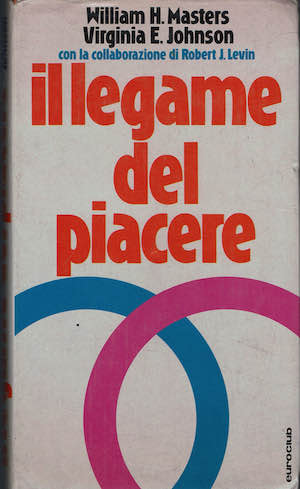 William H. Masters
Virginia E. Johnson
con la collaborazione di Robert J. Levin
il legame
del
piacere
euroclub